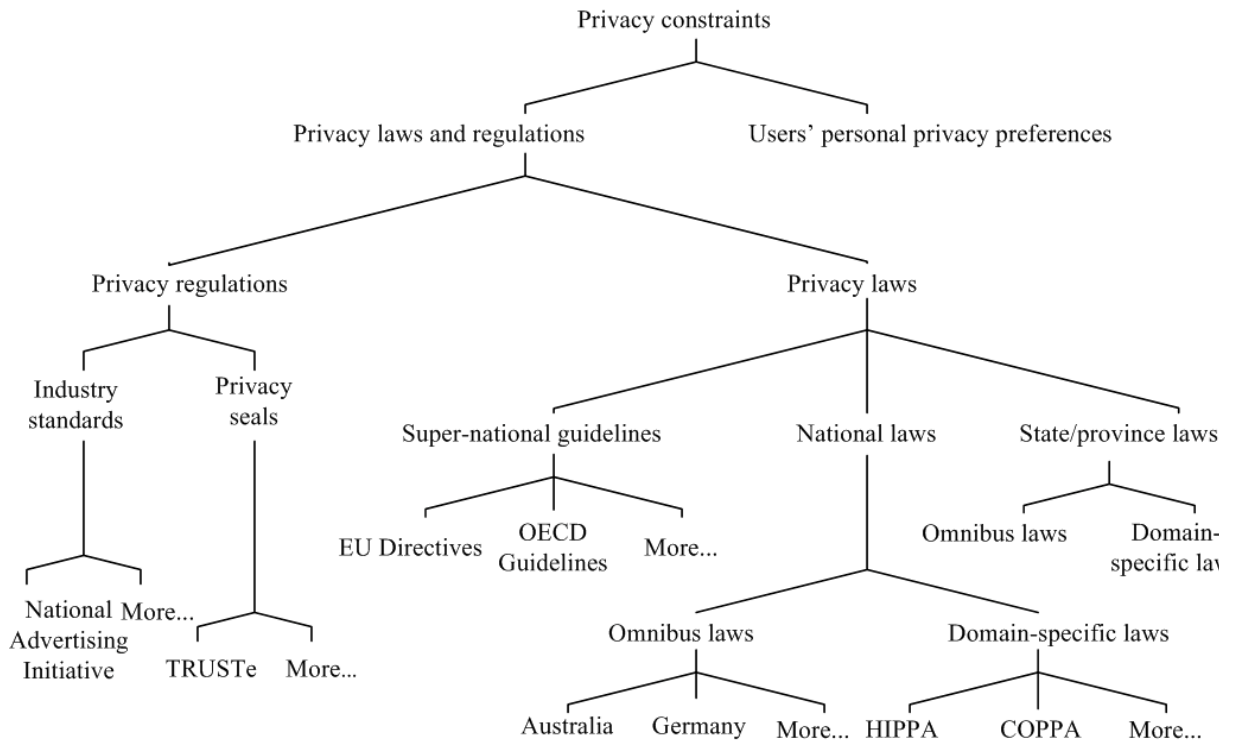 Privacy constraints
Privacy laws and regulations
Users’ personal privacy preferences
Privacy regulations
Privacy laws
Industry
standards
Privacy
seals
Super-national guidelines
National laws
State/province laws
EU Directives
OECD
Guidelines
More...
Omnibus laws
Domain-
specific
National
Advertising
Initiative
More...
TRUSTe
More...
Omnibus laws
Domain-specific laws
Australia
Germany
More...
HIPPA
COPPA
More...